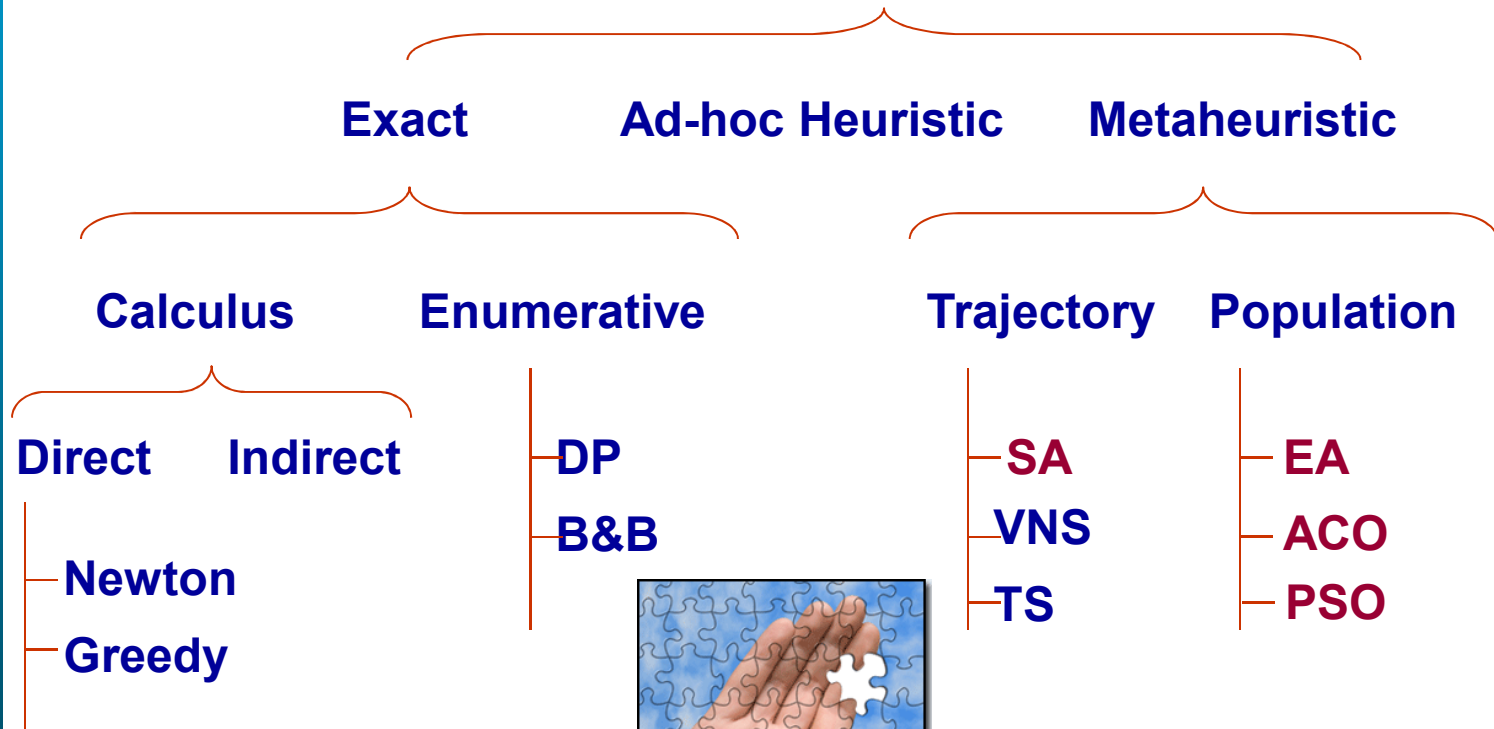 Exact Ad-hoc Heuristic Metaheuristic
Calculus Enumerative Trajectory Population
Direct Indirect DP SA EA
B&B VNS ACO
Newton TS PSO
Greedy